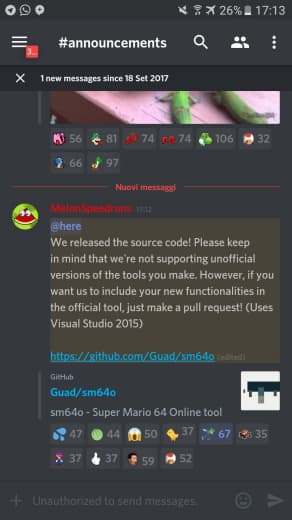 26% 17:13
3...
#announcements
1 new messages since 18 Set 2017
56 81 74 74 106 32
66 97
Nuovi messaggi
MelonSpeedruns 17:12
@here
We released the source code! Please keep
in mind that we're not supporting unofficial
versions of the tools you make. However, if you
want us to include your new functionalities in
the official tool, just make a pull request! (Uses
Visual Studio 2015)
https://github.com/Guad/sm64o (edited)
GitHub
Guad/sm64o
sm64o - Super Mario 64 Online tool
47 44 50 37 67 35
37 37 59 52
Unauthorized to send messages.